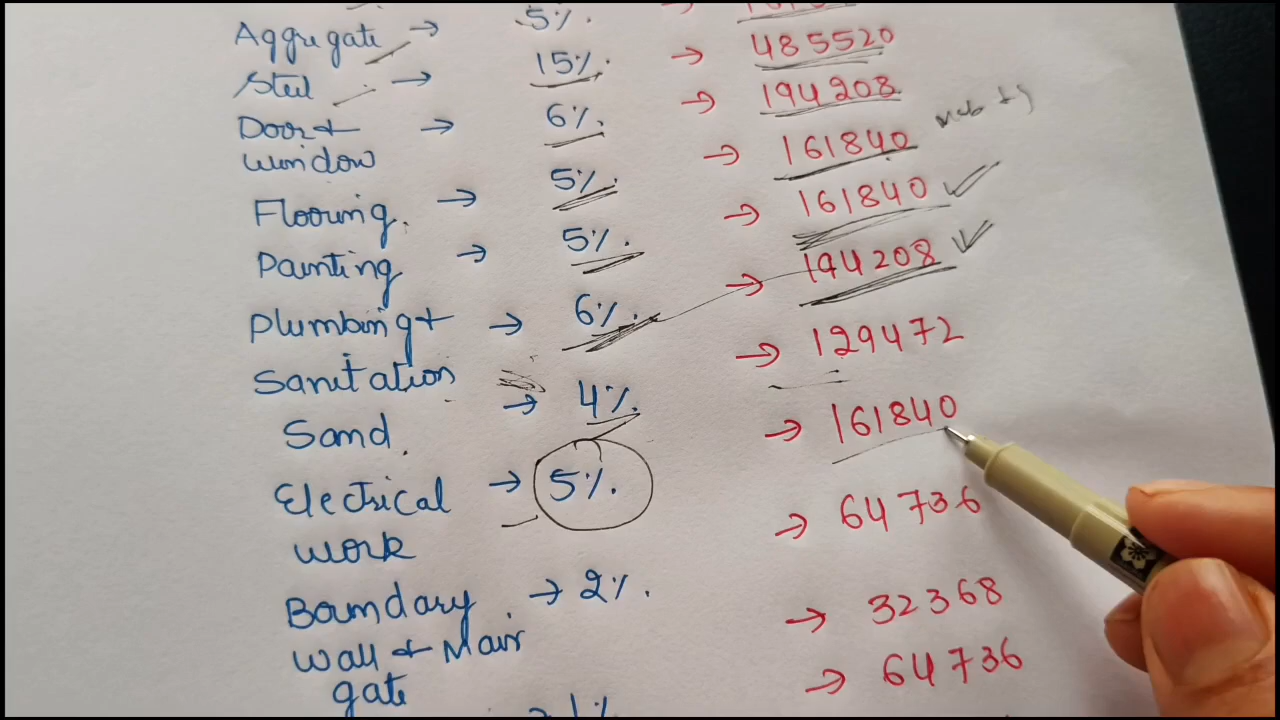 Aggregate → 5%. →
Steel → 15%. → 485520
Door + → 6%. → 194208
window → 161840
Flooring. → 5%. → 161840
Painting → 5%. → 194208
Plumbing + → 6%. → 129472
Sanitation
Sand. → 4%. → 161840
Electrical → 5%. → 64736
work
Boundary. → 2%. → 32368
wall + Main → 64736
gate
→ 1%